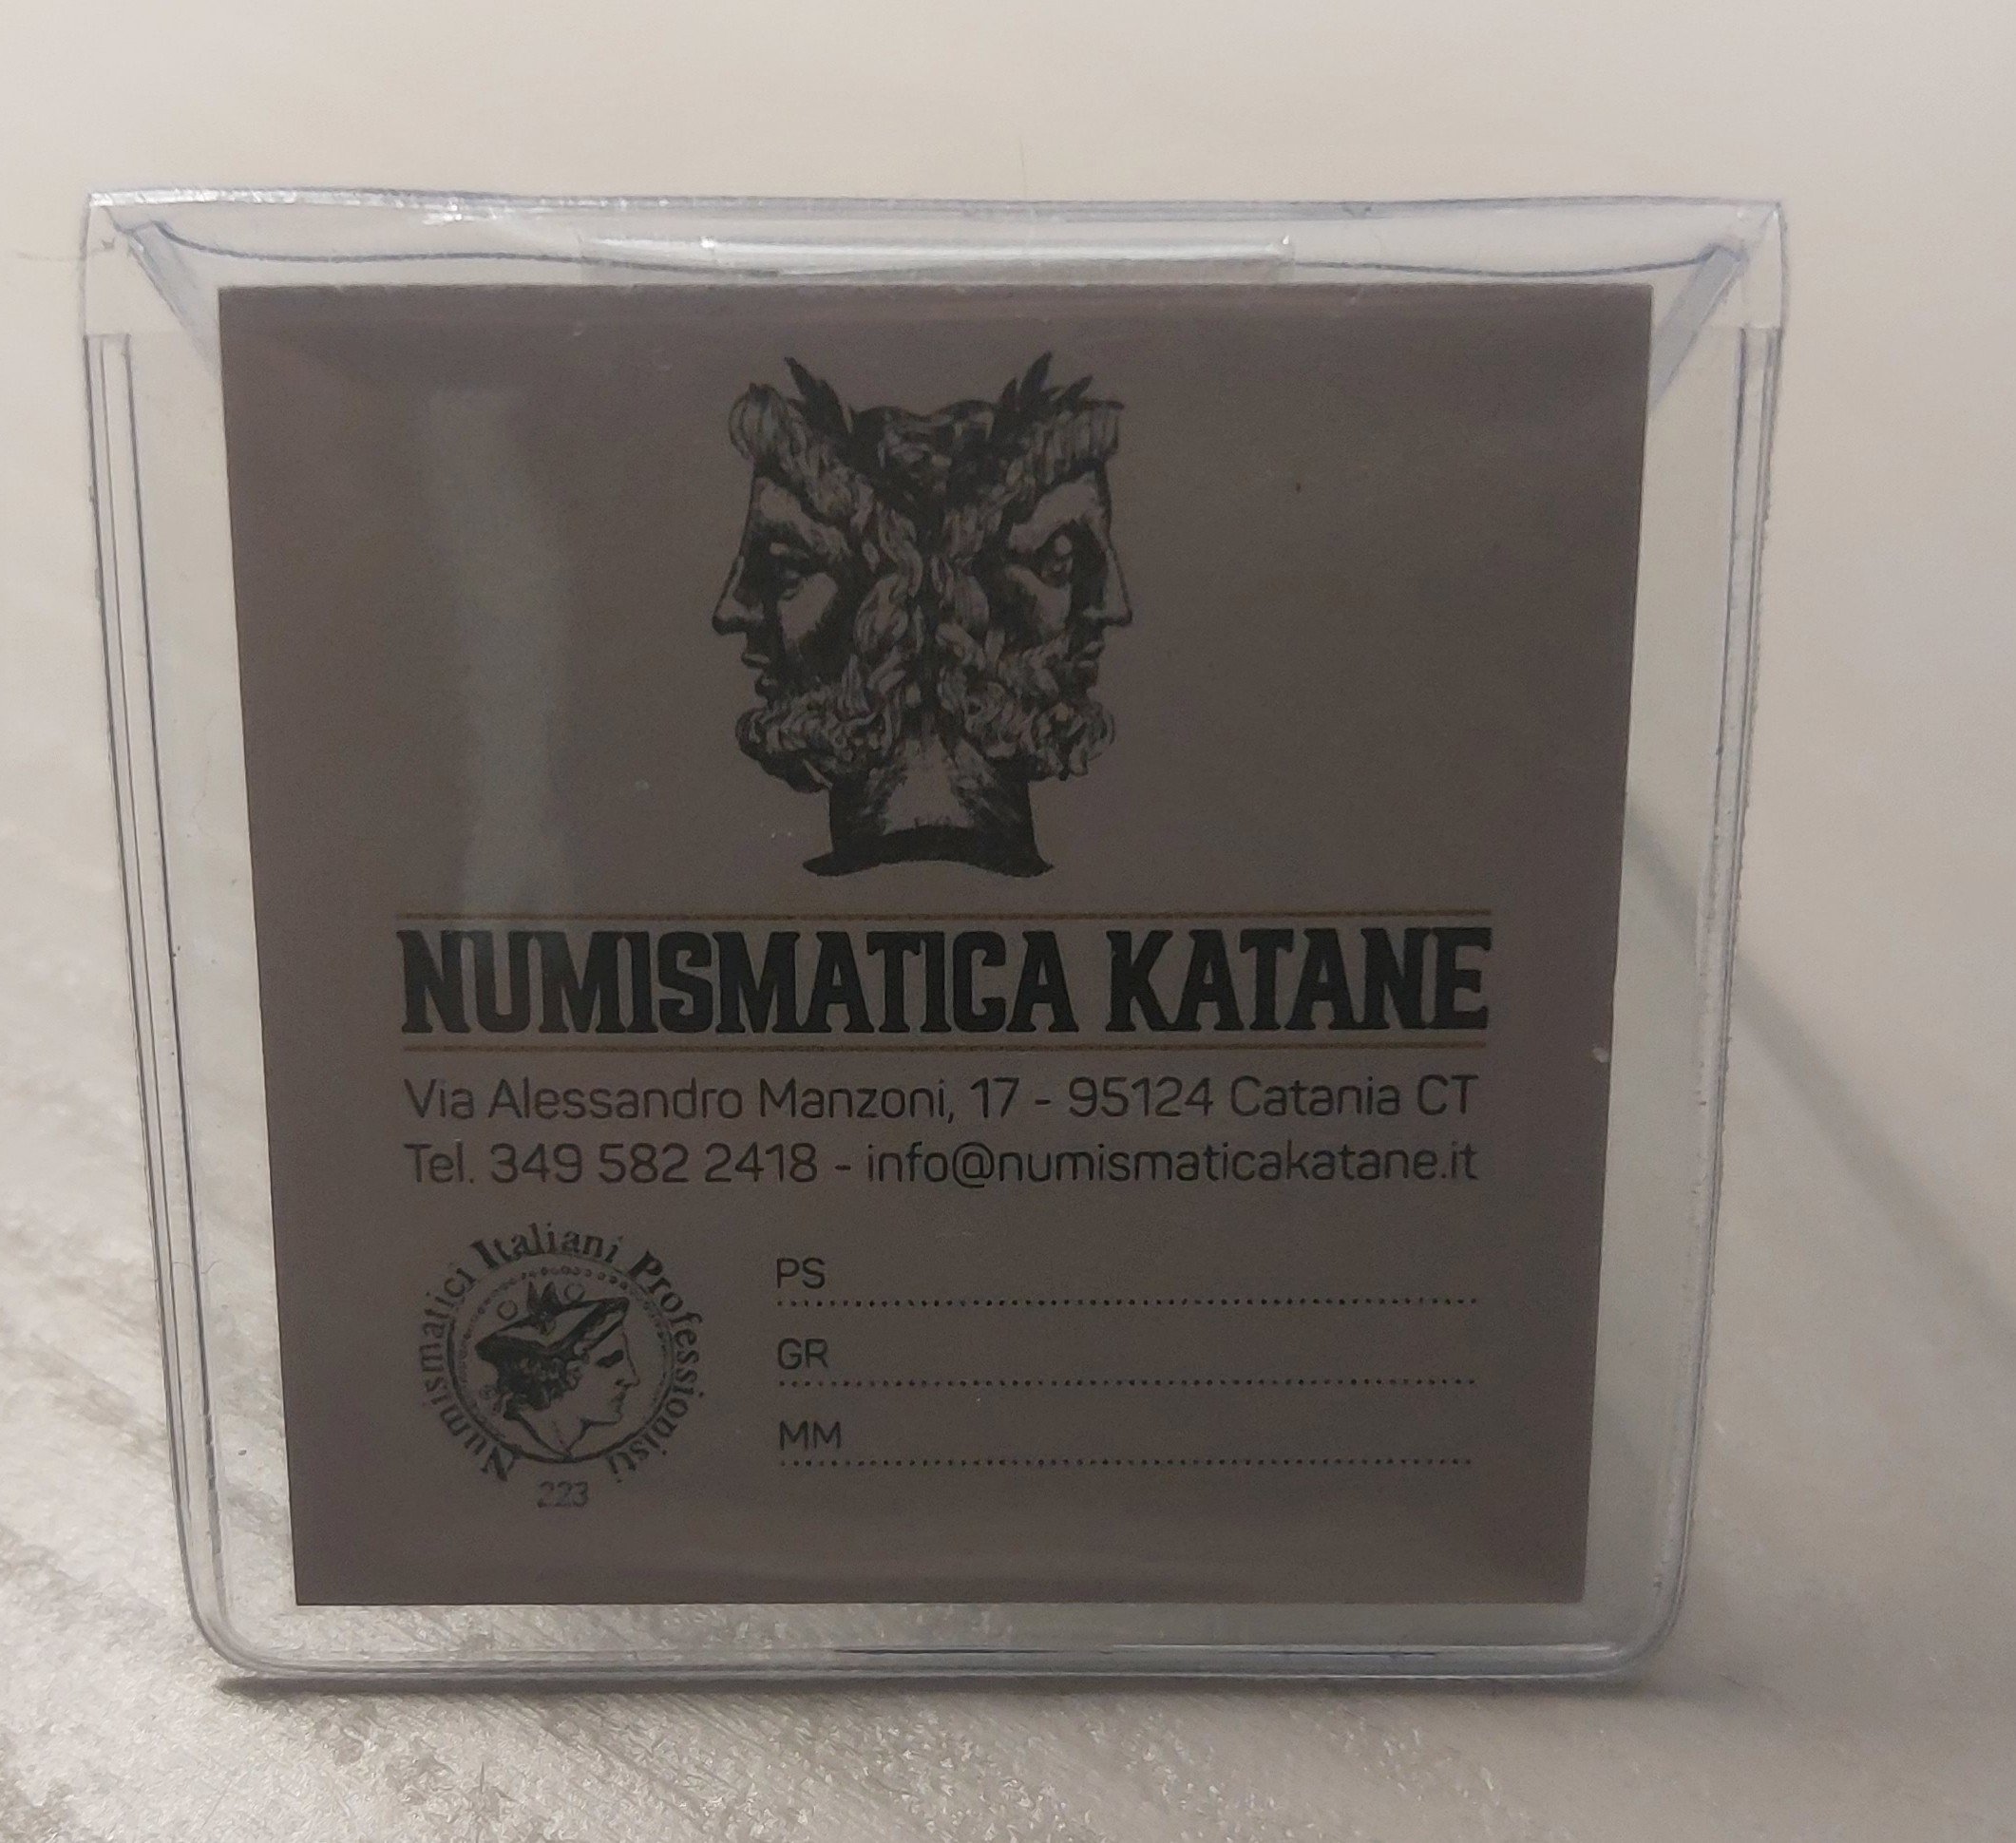 NUMISMATICA KATANE
Via Alessandro Manzoni, 17 - 95124 Catania CT
Tel. 349 582 2418 - info@numismaticakatane.it
Numismatici Italiani Professionisti
223
PS
GR
MM